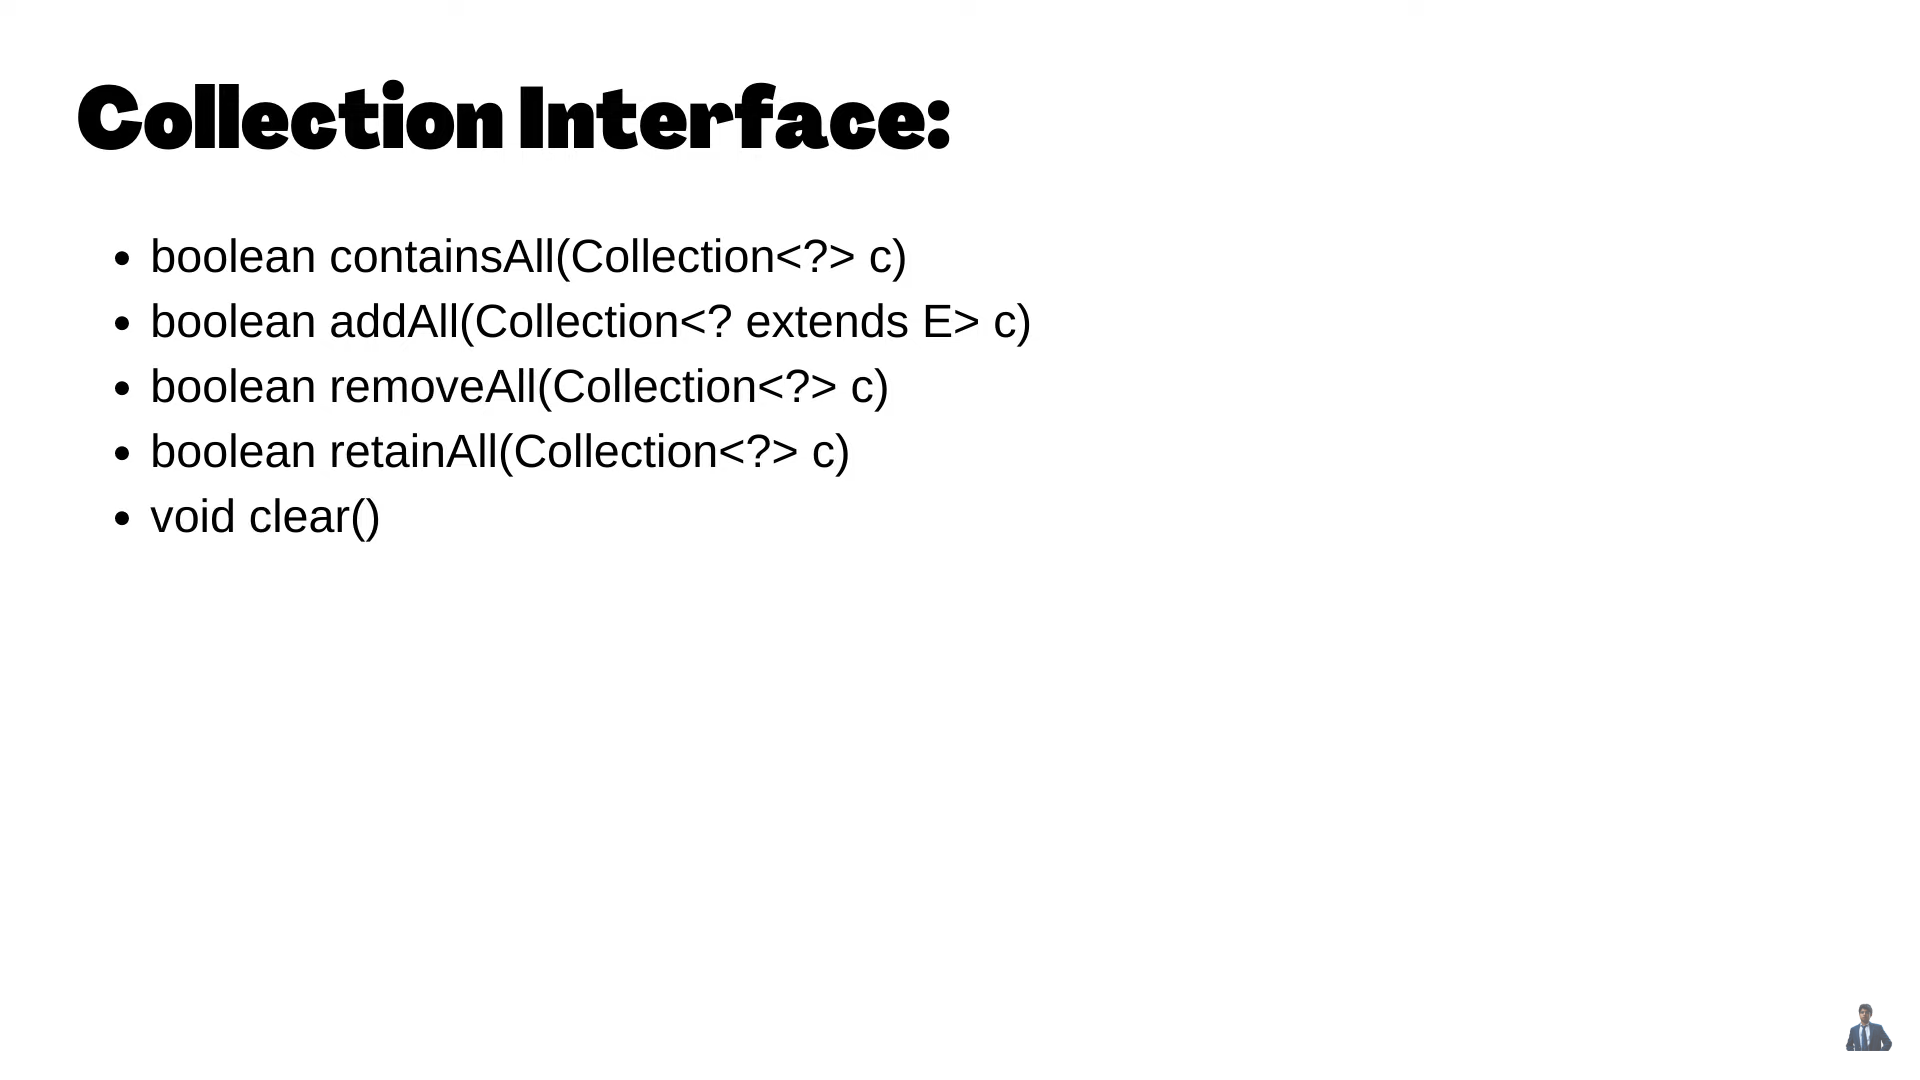 Collection Interface:
• boolean containsAll(Collection<?> c)
• boolean addAll(Collection<? extends E> c)
• boolean removeAll(Collection<?> c)
• boolean retainAll(Collection<?> c)
• void clear()